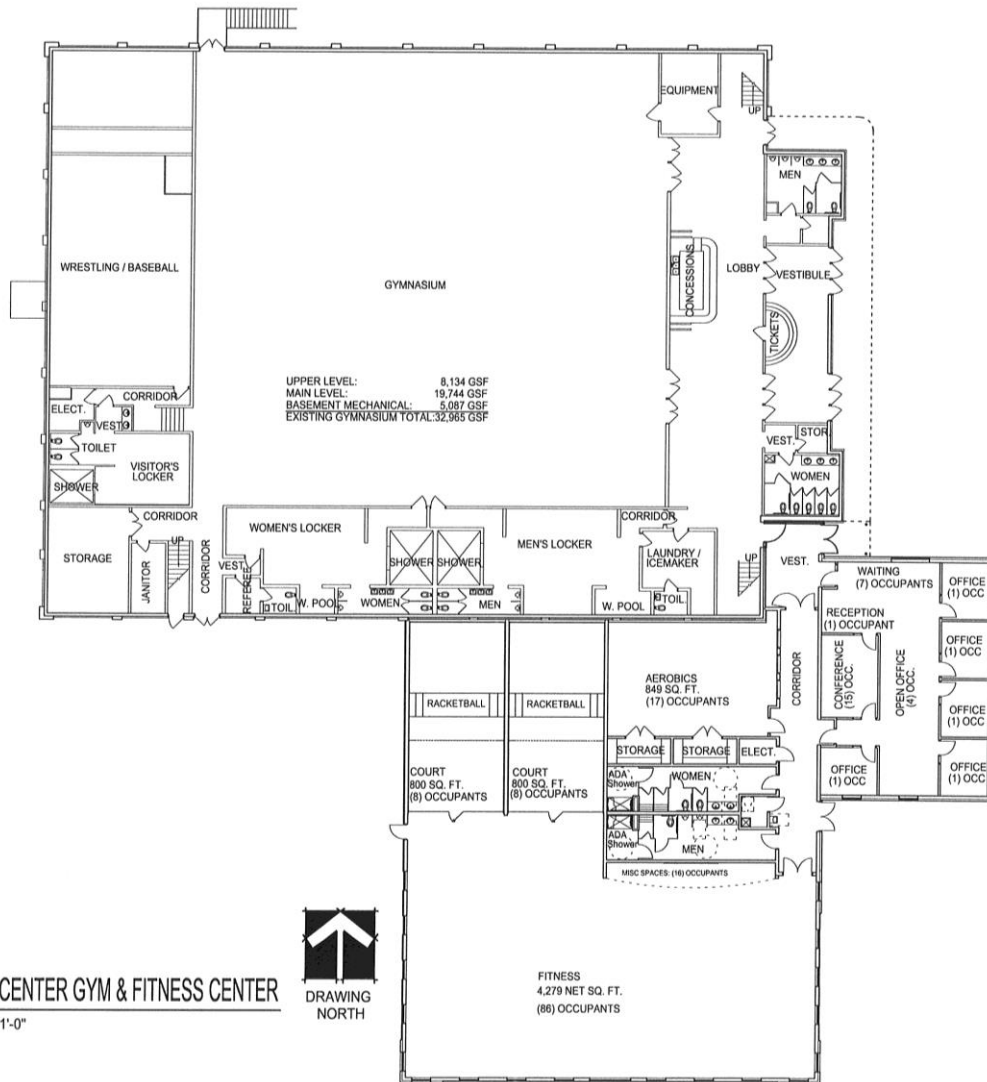 EQUIPMENT
UP
MEN
WRESTLING / BASEBALL
GYMNASIUM
CONCESSIONS
LOBBY
VESTIBULE
TICKETS
UPPER LEVEL: 8,134 GSF
MAIN LEVEL: 19,744 GSF
BASEMENT MECHANICAL: 5,087 GSF
EXISTING GYMNASIUM TOTAL:32,965 GSF
CORRIDOR
ELECT.
VEST.
TOILET
VISITOR'S
LOCKER
SHOWER
VEST.
STOR.
WOMEN
CORRIDOR
STORAGE
JANITOR
UP
CORRIDOR
WOMEN'S LOCKER
VEST.
REFEREE
TOIL.
W. POOL
WOMEN
SHOWER
SHOWER
MEN
MEN'S LOCKER
W. POOL
CORRIDOR
LAUNDRY /
ICEMAKER
TOIL.
UP
VEST.
WAITING
(7) OCCUPANTS
RECEPTION
(1) OCCUPANT
OFFICE
(1) OCC
OFFICE
(1) OCC
OFFICE
(1) OCC
OFFICE
(1) OCC
CONFERENCE
(15) OCC.
OPEN OFFICE
(4) OCC.
OFFICE
(1) OCC
CORRIDOR
AEROBICS
849 SQ. FT.
(17) OCCUPANTS
RACKETBALL
RACKETBALL
STORAGE
STORAGE
ELECT.
COURT
800 SQ. FT.
(8) OCCUPANTS
COURT
800 SQ. FT.
(8) OCCUPANTS
ADA
Shower
WOMEN
ADA
Shower
MEN
MISC SPACES: (16) OCCUPANTS
FITNESS
4,279 NET SQ. FT.
(86) OCCUPANTS
CENTER GYM & FITNESS CENTER
1'-0"
DRAWING
NORTH